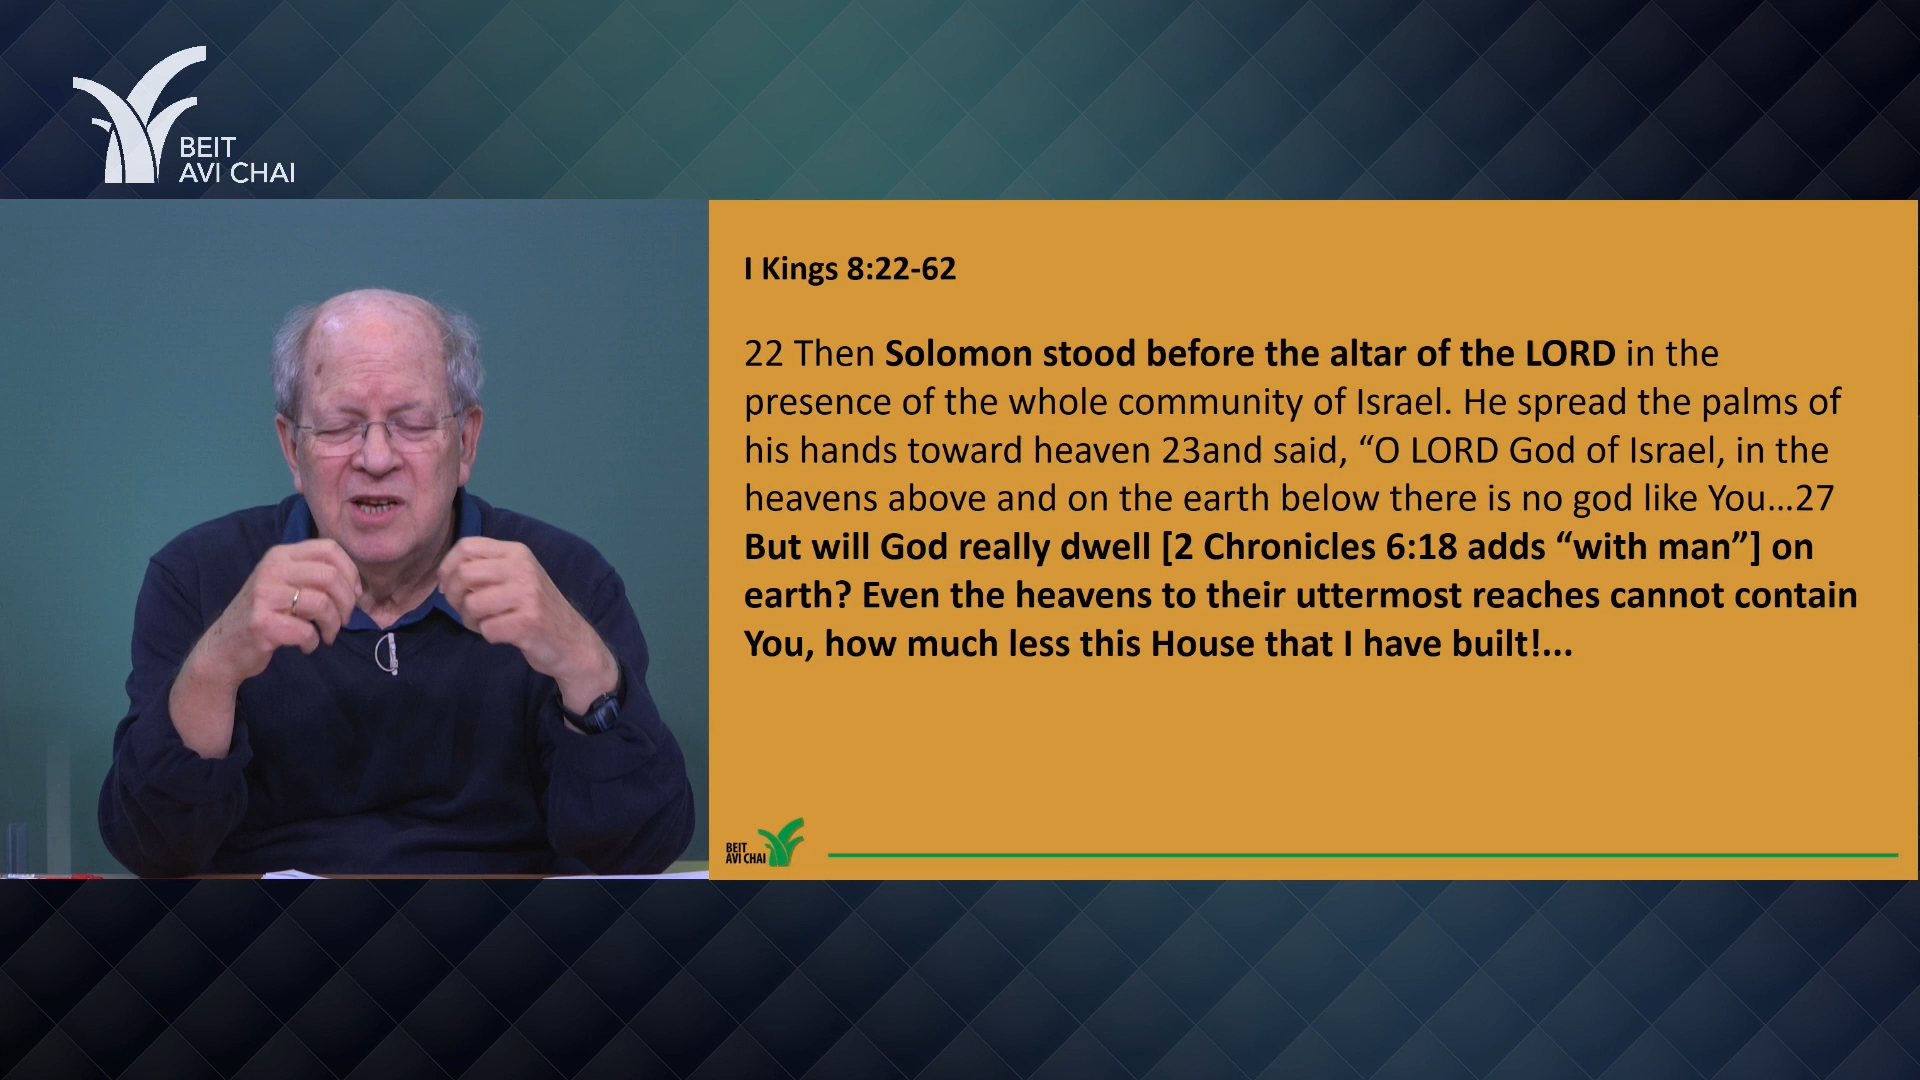 BEIT
AVI CHAI
I Kings 8:22-62
22 Then Solomon stood before the altar of the LORD in the
presence of the whole community of Israel. He spread the palms of
his hands toward heaven 23and said, “O LORD God of Israel, in the
heavens above and on the earth below there is no god like You…27
But will God really dwell [2 Chronicles 6:18 adds “with man”] on
earth? Even the heavens to their uttermost reaches cannot contain
You, how much less this House that I have built!...
BEIT
AVI CHAI